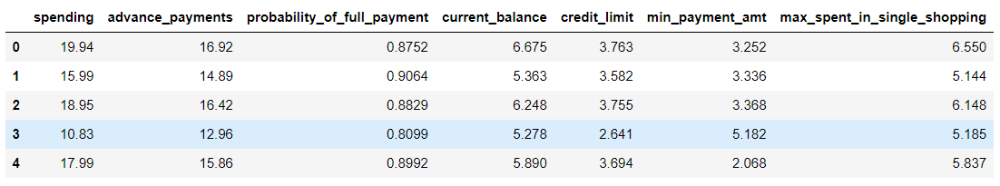 spending advance_payments probability_of_full_payment current_balance credit_limit min_payment_amt max_spent_in_single_shopping
0 19.94 16.92 0.8752 6.675 3.763 3.252 6.550
1 15.99 14.89 0.9064 5.363 3.582 3.336 5.144
2 18.95 16.42 0.8829 6.248 3.755 3.368 6.148
3 10.83 12.96 0.8099 5.278 2.641 5.182 5.185
4 17.99 15.86 0.8992 5.890 3.694 2.068 5.837